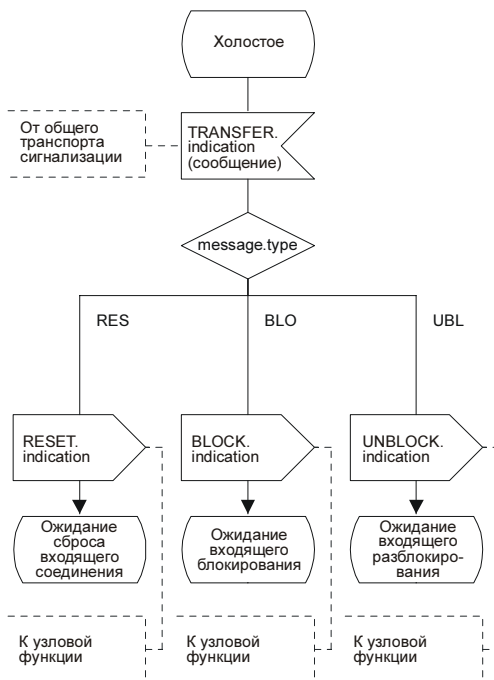 Холостое
От общего
транспорта
сигнализации
TRANSFER.
indication
(сообщение)
message.type
RES
BLO
UBL
RESET.
indication
BLOCK.
indication
UNBLOCK.
indication
Ожидание
сброса
входящего
соединения
Ожидание
входящего
блокирования
Ожидание
входящего
разблокиро-
вания
К узловой
функции
К узловой
функции
К узловой
функции